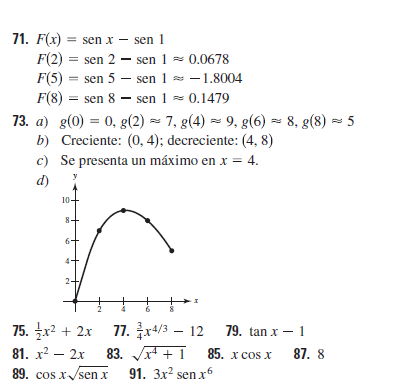 71. F(x) = sen x − sen 1
F(2) = sen 2 − sen 1 ≈ 0.0678
F(5) = sen 5 − sen 1 ≈ −1.8004
F(8) = sen 8 − sen 1 ≈ 0.1479
73. a) g(0) = 0, g(2) ≈ 7, g(4) ≈ 9, g(6) ≈ 8, g(8) ≈ 5
b) Creciente: (0, 4); decreciente: (4, 8)
c) Se presenta un máximo en x = 4.
d)
y
10
8
6
4
2
2 4 6 8 x
75. ½x² + 2x 77. ¾x^{4/3} − 12 79. tan x − 1
81. x² − 2x 83. √(x⁴ + 1) 85. x cos x 87. 8
89. cos x√(sen x) 91. 3x² sen x⁶